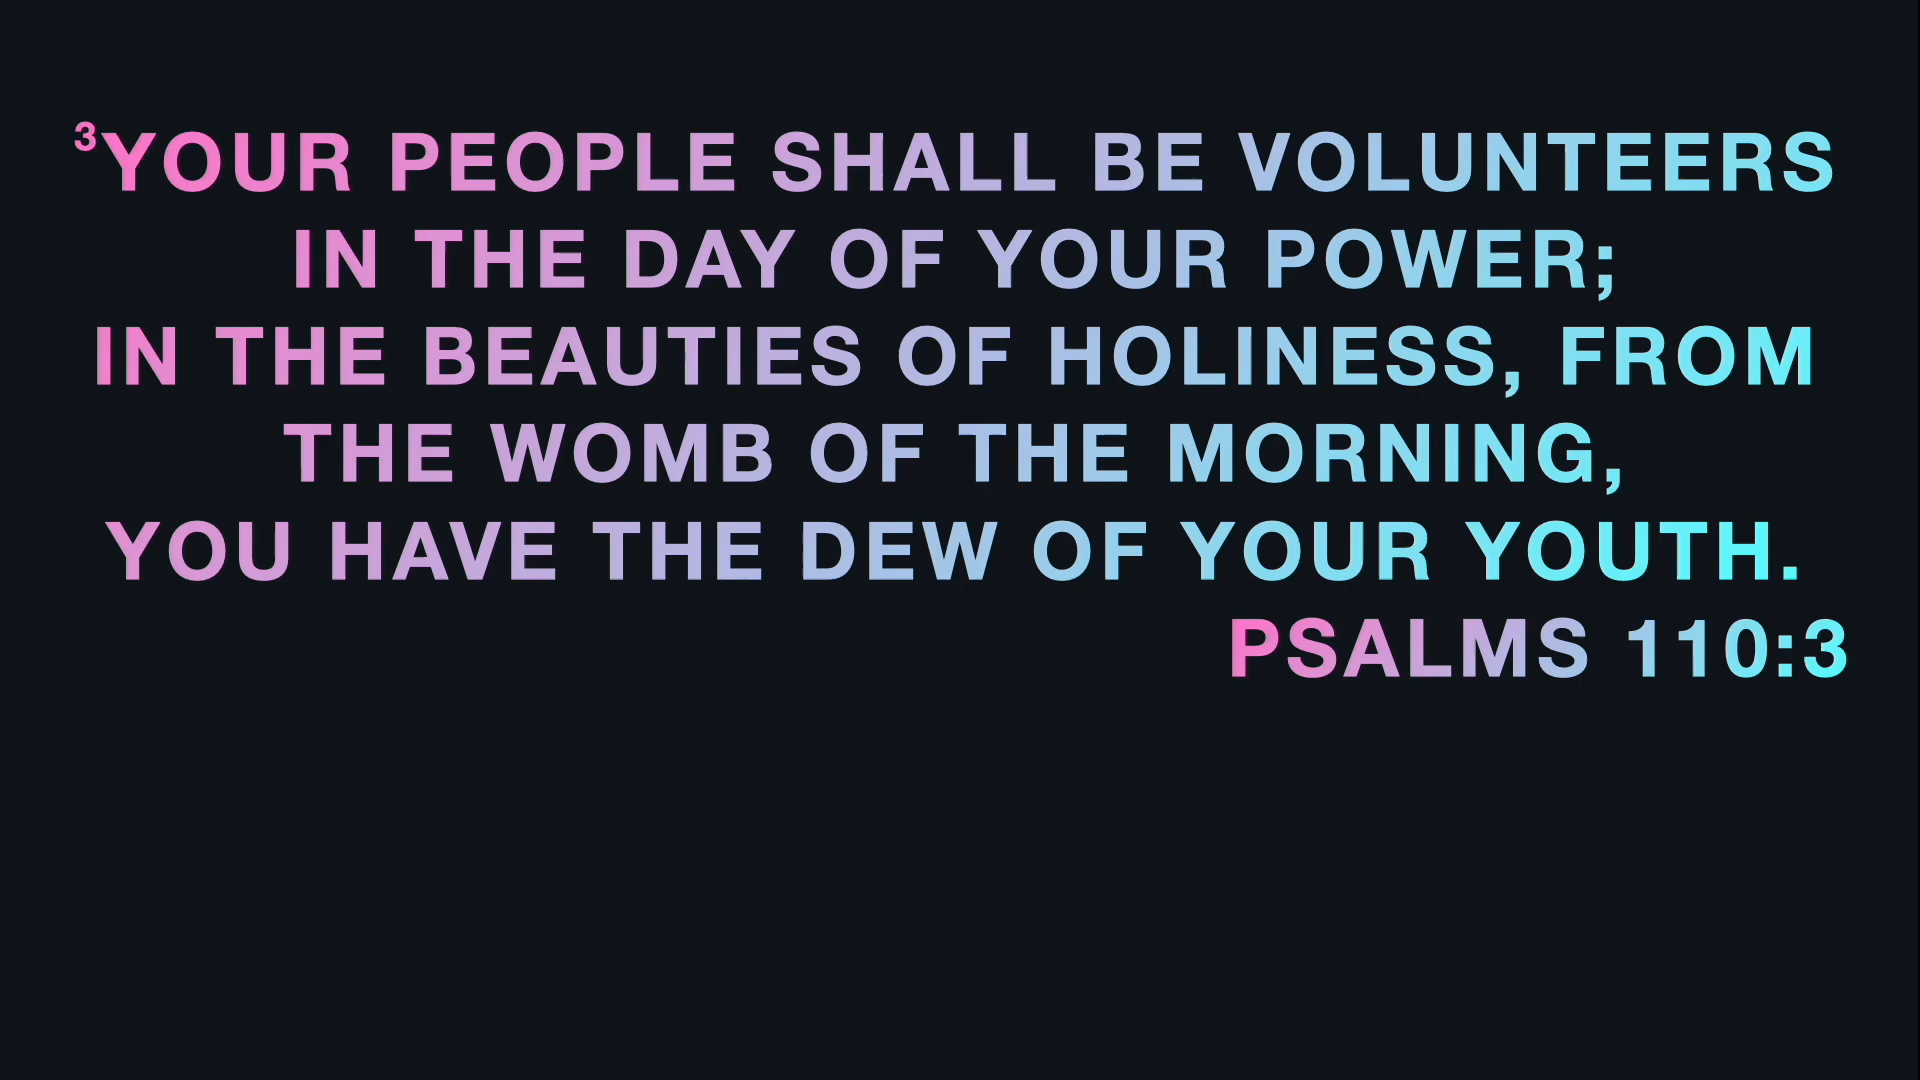 ³YOUR PEOPLE SHALL BE VOLUNTEERS
IN THE DAY OF YOUR POWER;
IN THE BEAUTIES OF HOLINESS, FROM
THE WOMB OF THE MORNING,
YOU HAVE THE DEW OF YOUR YOUTH.
PSALMS 110:3